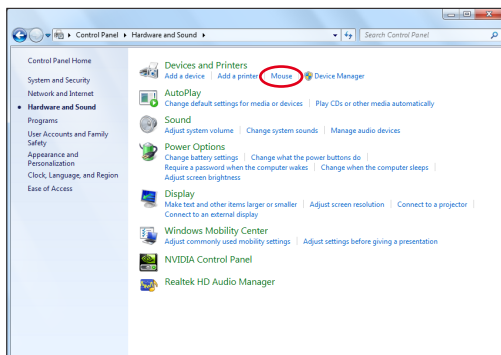 Control Panel ▸ Hardware and Sound ▸
Search Control Panel
Control Panel Home
System and Security
Network and Internet
Hardware and Sound
Programs
User Accounts and Family
Safety
Appearance and
Personalization
Clock, Language, and Region
Ease of Access
Devices and Printers
Add a device | Add a printer | Mouse | Device Manager
AutoPlay
Change default settings for media or devices | Play CDs or other media automatically
Sound
Adjust system volume | Change system sounds | Manage audio devices
Power Options
Change battery settings | Change what the power buttons do |
Require a password when the computer wakes | Change when the computer sleeps |
Adjust screen brightness
Display
Make text and other items larger or smaller | Adjust screen resolution | Connect to a projector |
Connect to an external display
Windows Mobility Center
Adjust commonly used mobility settings | Adjust settings before giving a presentation
NVIDIA Control Panel
Realtek HD Audio Manager